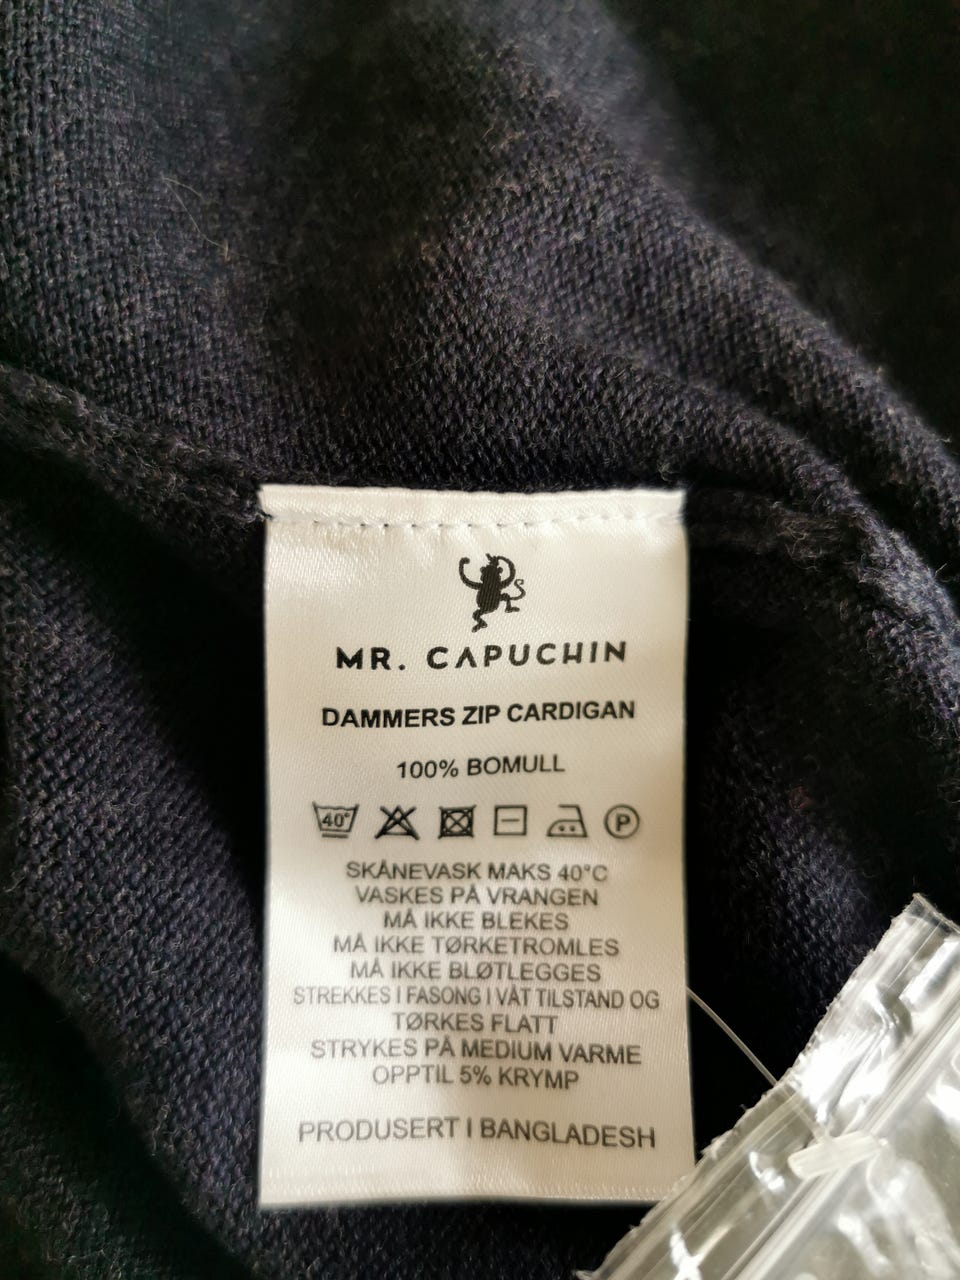 MR. CAPUCHIN
DAMMERS ZIP CARDIGAN
100% BOMULL
40° P
SKÅNEVASK MAKS 40°C
VASKES PÅ VRANGEN
MÅ IKKE BLEKES
MÅ IKKE TØRKETROMLES
MÅ IKKE BLØTLEGGES
STREKKES I FASONG I VÅT TILSTAND OG
TØRKES FLATT
STRYKES PÅ MEDIUM VARME
OPPTIL 5% KRYMP
PRODUSERT I BANGLADESH